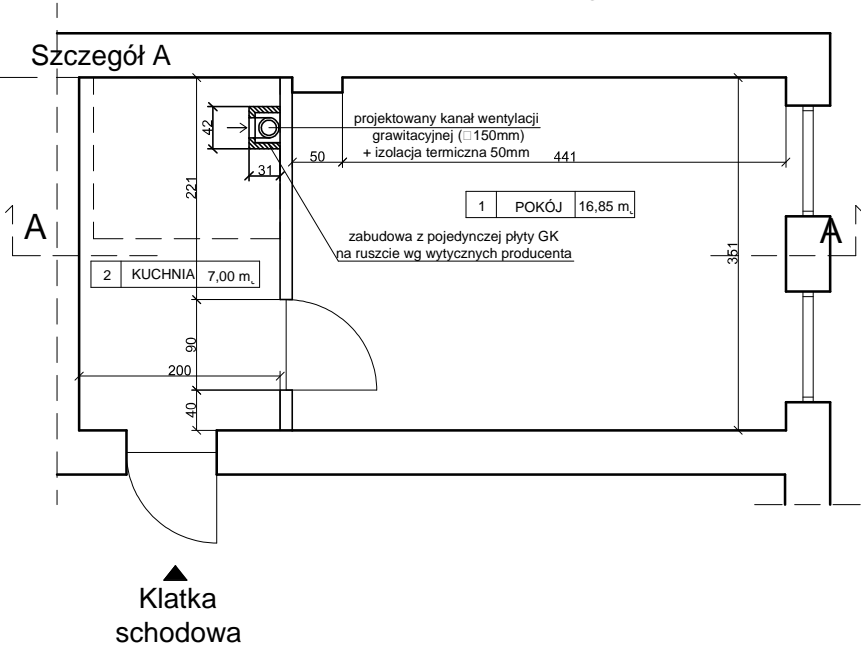 Szczegół A
projektowany kanał wentylacji
grawitacyjnej (□150mm)
+ izolacja termiczna 50mm
42
31
50
441
221
1 POKÓJ 16,85 m
A
A
zabudowa z pojedynczej płyty GK
na ruszcie wg wytycznych producenta
351
2 KUCHNIA 7,00 m
90
200
40
Klatka
schodowa